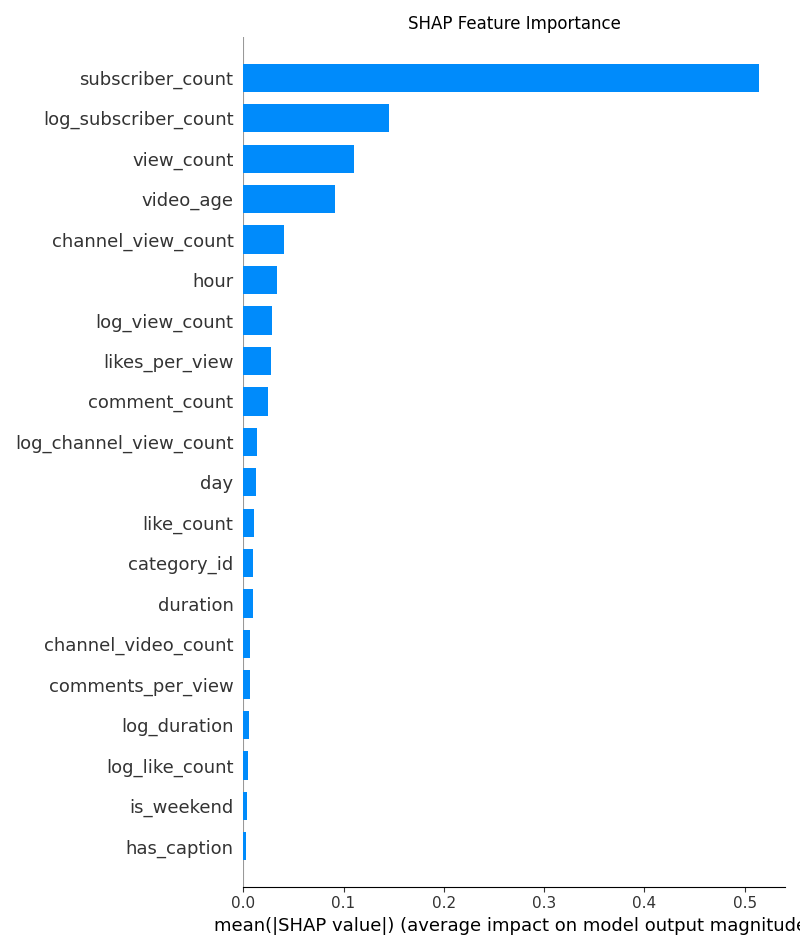 SHAP Feature Importance
subscriber_count
log_subscriber_count
view_count
video_age
channel_view_count
hour
log_view_count
likes_per_view
comment_count
log_channel_view_count
day
like_count
category_id
duration
channel_video_count
comments_per_view
log_duration
log_like_count
is_weekend
has_caption
0.0 0.1 0.2 0.3 0.4 0.5
mean(|SHAP value|) (average impact on model output magnitude